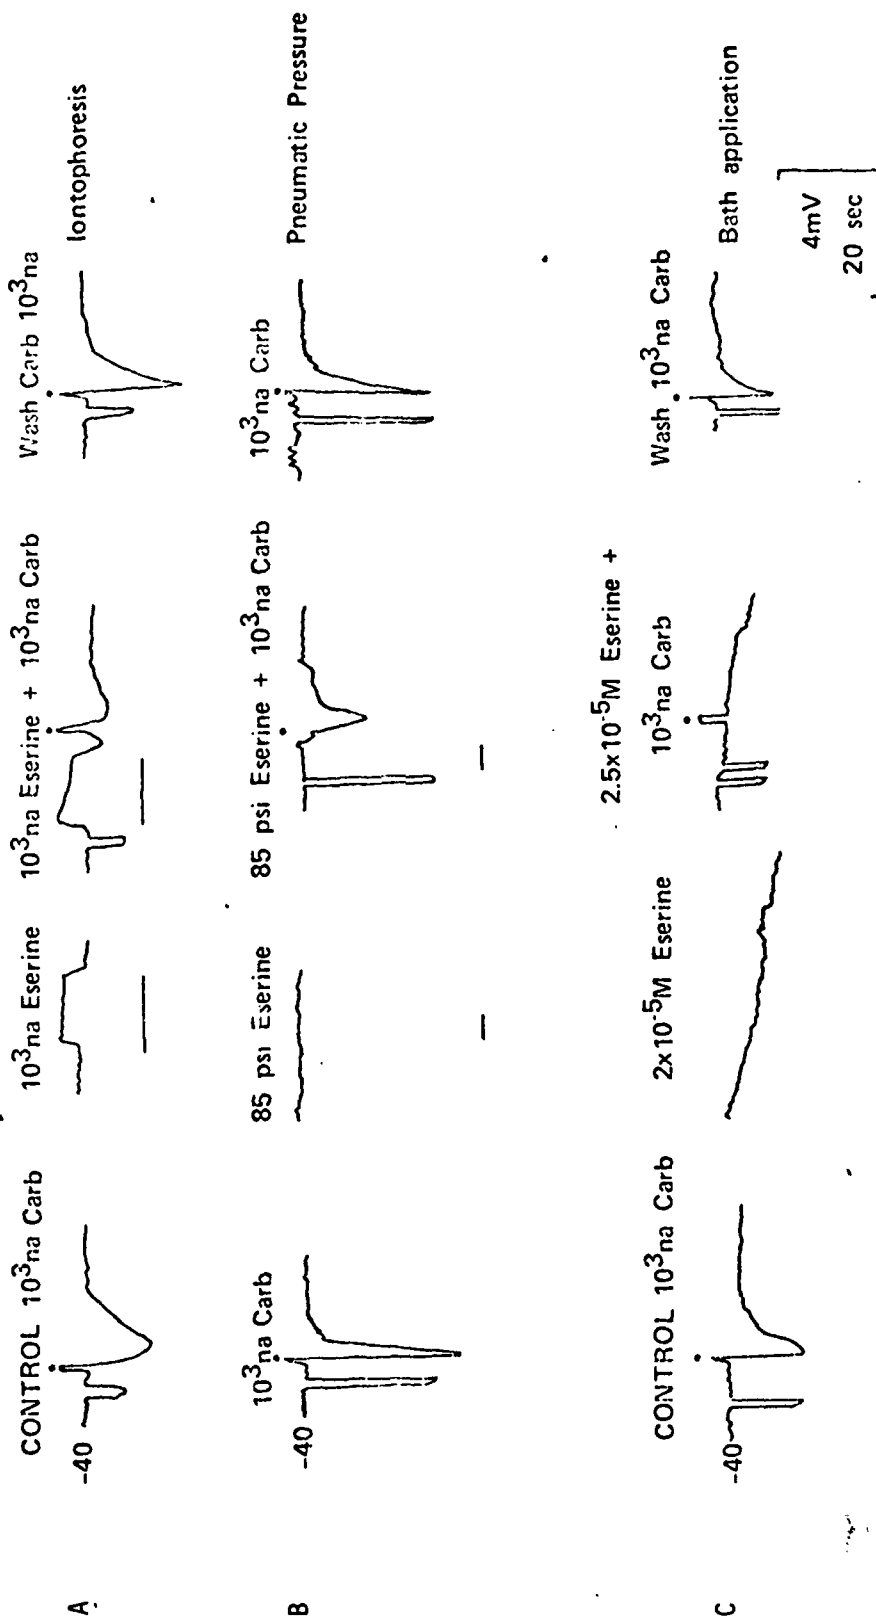 A
CONTROL 10³na Carb
10³na Eserine
10³na Eserine + 10³na Carb
Wash Carb 10³na
-40
Iontophoresis
B
10³na Carb
85 psi Eserine
85 psi Eserine + 10³na Carb
10³na Carb
-40
Pneumatic Pressure
C
CONTROL 10³na Carb
2x10⁻⁵M Eserine
2.5x10⁻⁵M Eserine +
10³na Carb
Wash 10³na Carb
-40
Bath application
4mV
20 sec